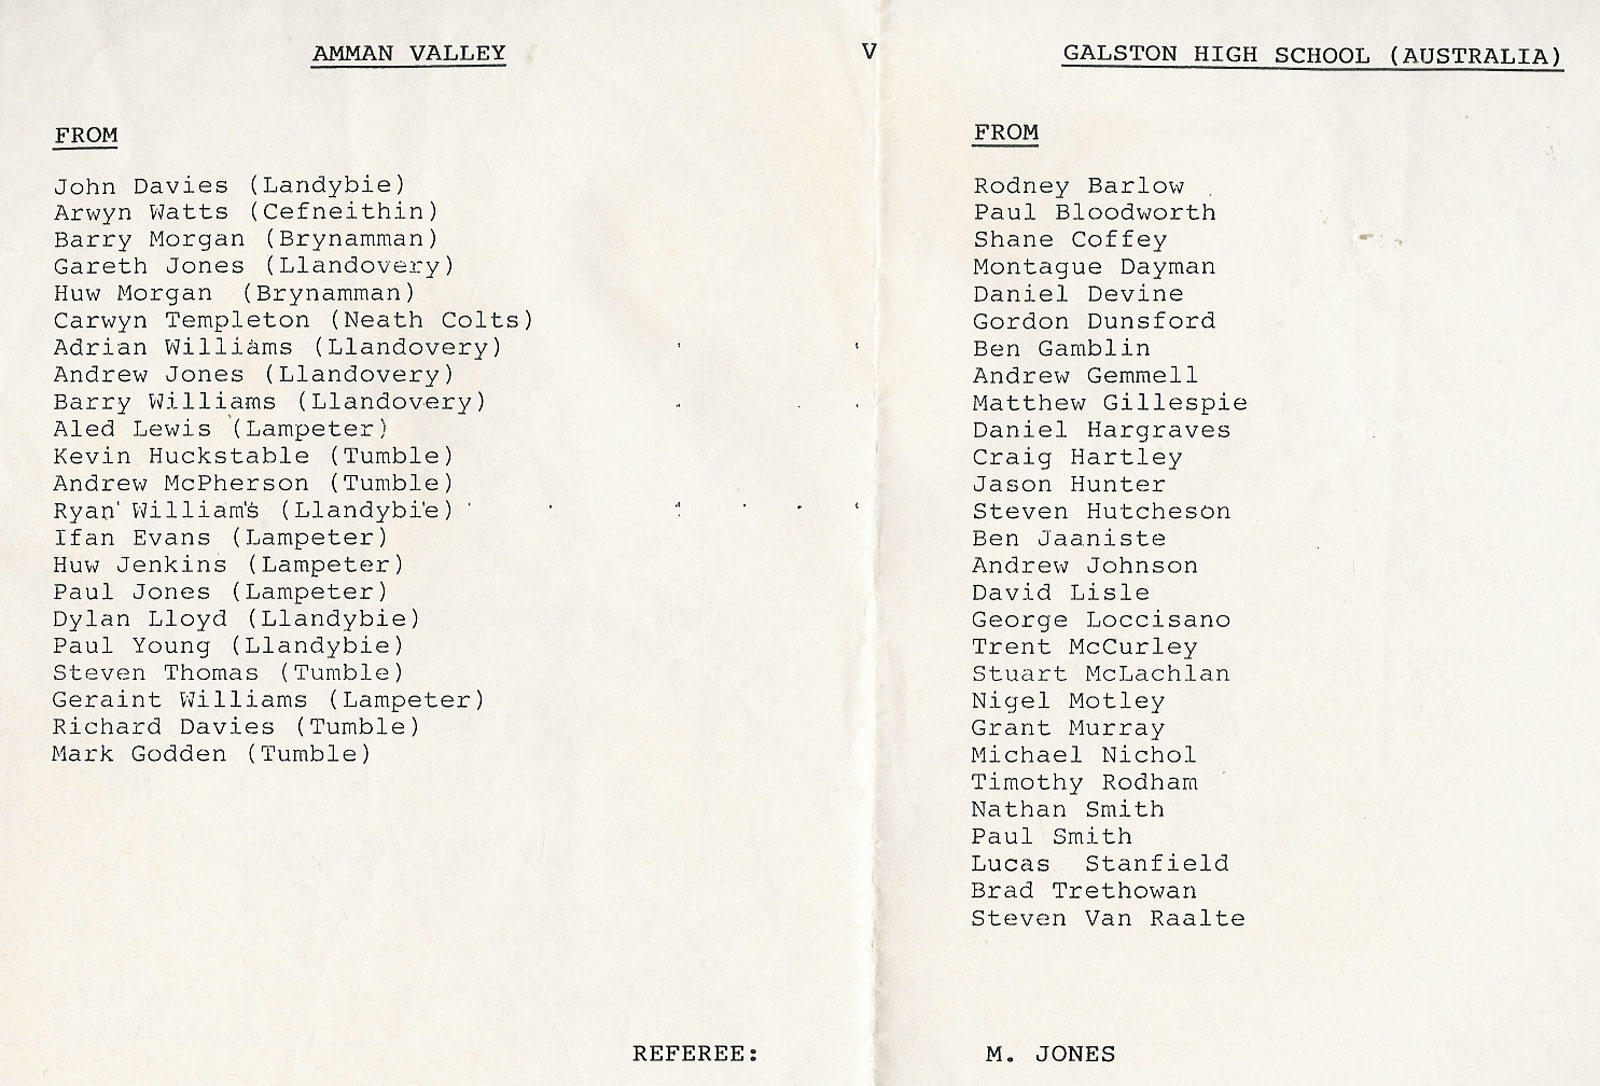 AMMAN VALLEY V GALSTON HIGH SCHOOL (AUSTRALIA)
FROM
John Davies (Landybie)
Arwyn Watts (Cefneithin)
Barry Morgan (Brynamman)
Gareth Jones (Llandovery)
Huw Morgan (Brynamman)
Carwyn Templeton (Neath Colts)
Adrian Williams (Llandovery)
Andrew Jones (Llandovery)
Barry Williams (Llandovery)
Aled Lewis (Lampeter)
Kevin Huckstable (Tumble)
Andrew McPherson (Tumble)
Ryan Williams (Llandybie)
Ifan Evans (Lampeter)
Huw Jenkins (Lampeter)
Paul Jones (Lampeter)
Dylan Lloyd (Llandybie)
Paul Young (Llandybie)
Steven Thomas (Tumble)
Geraint Williams (Lampeter)
Richard Davies (Tumble)
Mark Godden (Tumble)
FROM
Rodney Barlow
Paul Bloodworth
Shane Coffey
Montague Dayman
Daniel Devine
Gordon Dunsford
Ben Gamblin
Andrew Gemmell
Matthew Gillespie
Daniel Hargraves
Craig Hartley
Jason Hunter
Steven Hutcheson
Ben Jaaniste
Andrew Johnson
David Lisle
George Loccisano
Trent McCurley
Stuart McLachlan
Nigel Motley
Grant Murray
Michael Nichol
Timothy Rodham
Nathan Smith
Paul Smith
Lucas Stanfield
Brad Trethowan
Steven Van Raalte
REFEREE: M. JONES